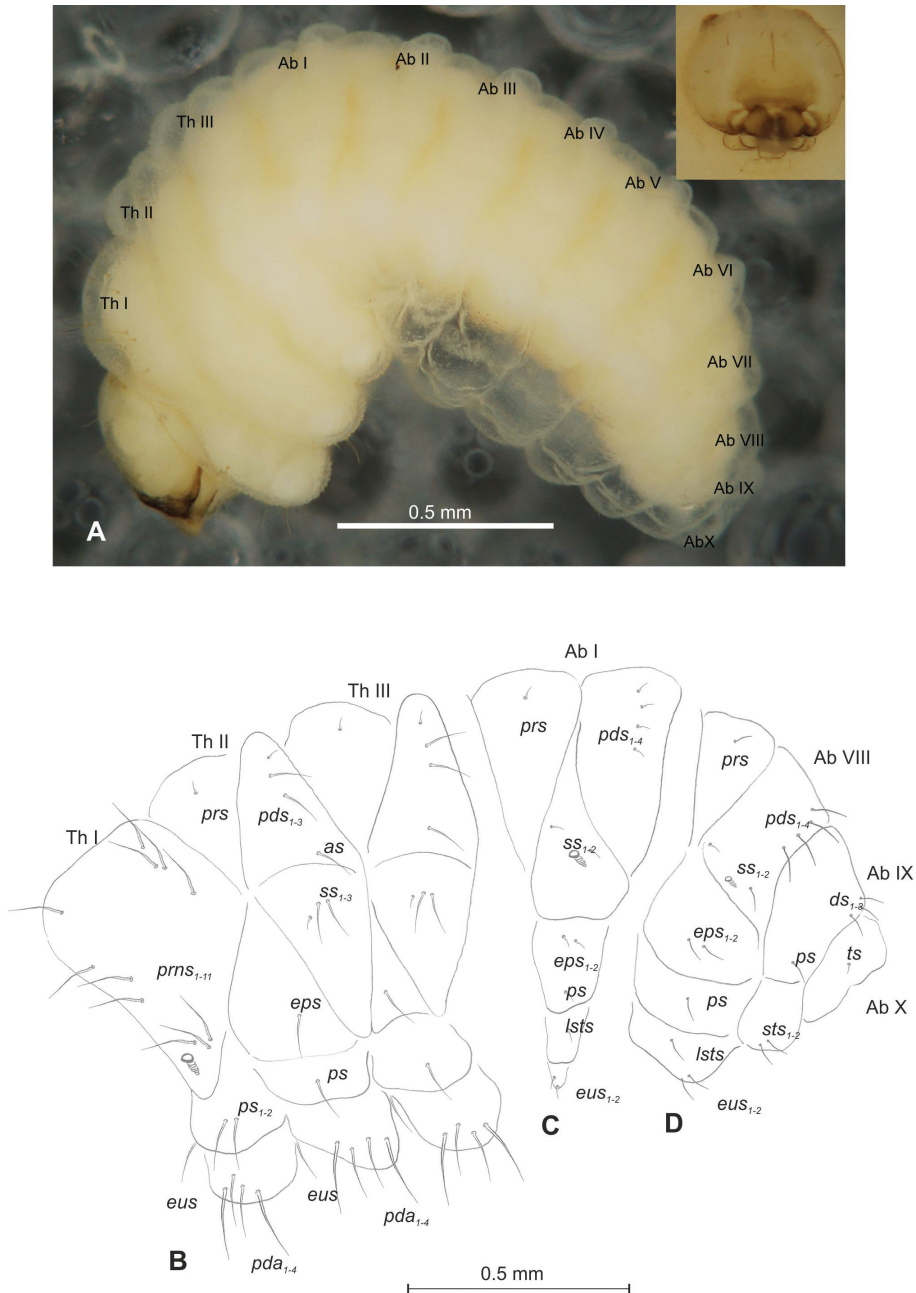 Ab I
Ab II
Ab III
Th III
Ab IV
Ab V
Th II
Ab VI
Th I
Ab VII
Ab VIII
Ab IX
0.5 mm
A
AbX
Ab I
Th III
Th II
prs
prs
pds1-4
Ab VIII
Th I
prs
pds1-3
pds1-4
as
ss1-2
ss1-2
Ab IX
ss1-3
ds1-8
eps1-2
prns1-11
eps1-2
ps
ts
eps
ps
ps
Ab X
lsts
sts1-2
ps
lsts
ps1-2
eus1-2
eus1-2
C
D
eus
eus
pda1-4
B
pda1-4
0.5 mm